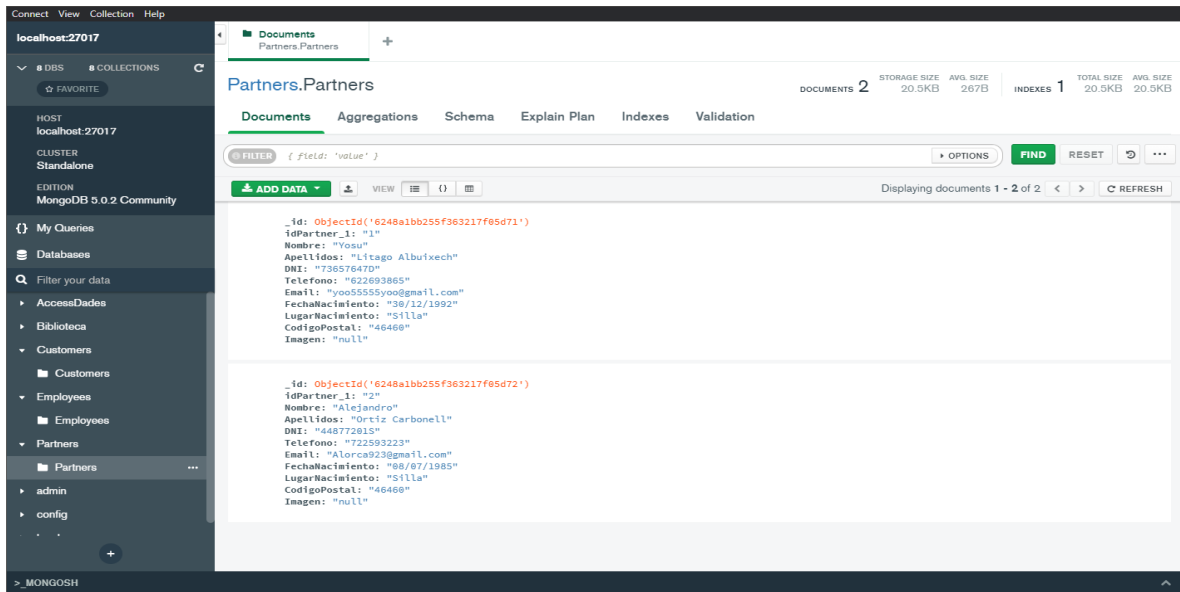 Connect View Collection Help
localhost:27017
8 DBS 8 COLLECTIONS
FAVORITE
HOST
localhost:27017
CLUSTER
Standalone
EDITION
MongoDB 5.0.2 Community
{} My Queries
Databases
Filter your data
AccessDades
Biblioteca
Customers
Customers
Employees
Employees
Partners
Partners ...
admin
config
+
>_MONGOSH
Documents
Partners.Partners
+
Partners.Partners
DOCUMENTS 2 STORAGE SIZE 20.5KB AVG. SIZE 267B INDEXES 1 TOTAL SIZE 20.5KB AVG. SIZE 20.5KB
Documents Aggregations Schema Explain Plan Indexes Validation
FILTER { field: 'value' } OPTIONS FIND RESET ...
ADD DATA VIEW {} Displaying documents 1 - 2 of 2 < > REFRESH
_id: ObjectId('6248a1bb255f363217f05d71')
idPartner_1: "1"
Nombre: "Yosu"
Apellidos: "Litago Albuixech"
DNI: "73657647D"
Telefono: "622693865"
Email: "yoo55555yoo@gmail.com"
FechaNacimiento: "30/12/1992"
LugarNacimiento: "Silla"
CodigoPostal: "46460"
Imagen: "null"
_id: ObjectId('6248a1bb255f363217f05d72')
idPartner_1: "2"
Nombre: "Alejandro"
Apellidos: "Ortiz Carbonell"
DNI: "44877201S"
Telefono: "722593223"
Email: "Alorca923@gmail.com"
FechaNacimiento: "08/07/1985"
LugarNacimiento: "Silla"
CodigoPostal: "46460"
Imagen: "null"